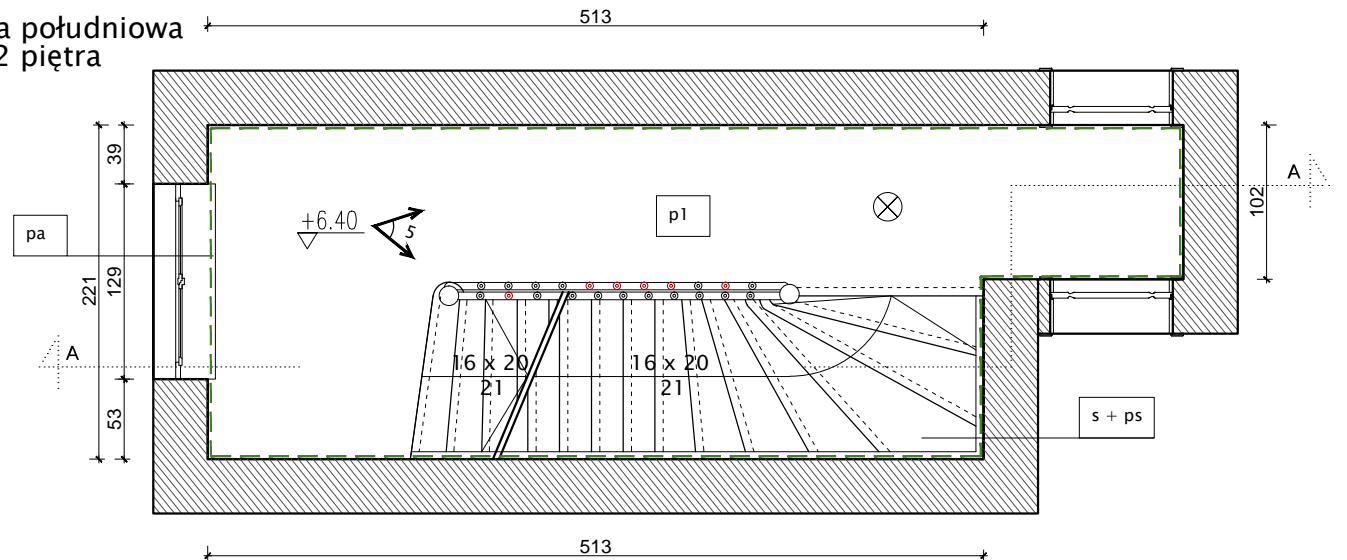 a południowa
2 piętra
513
39
129
221
53
102
pa
+6.40
5
p1
A
A
16 x 20
21
16 x 20
21
s + ps
513